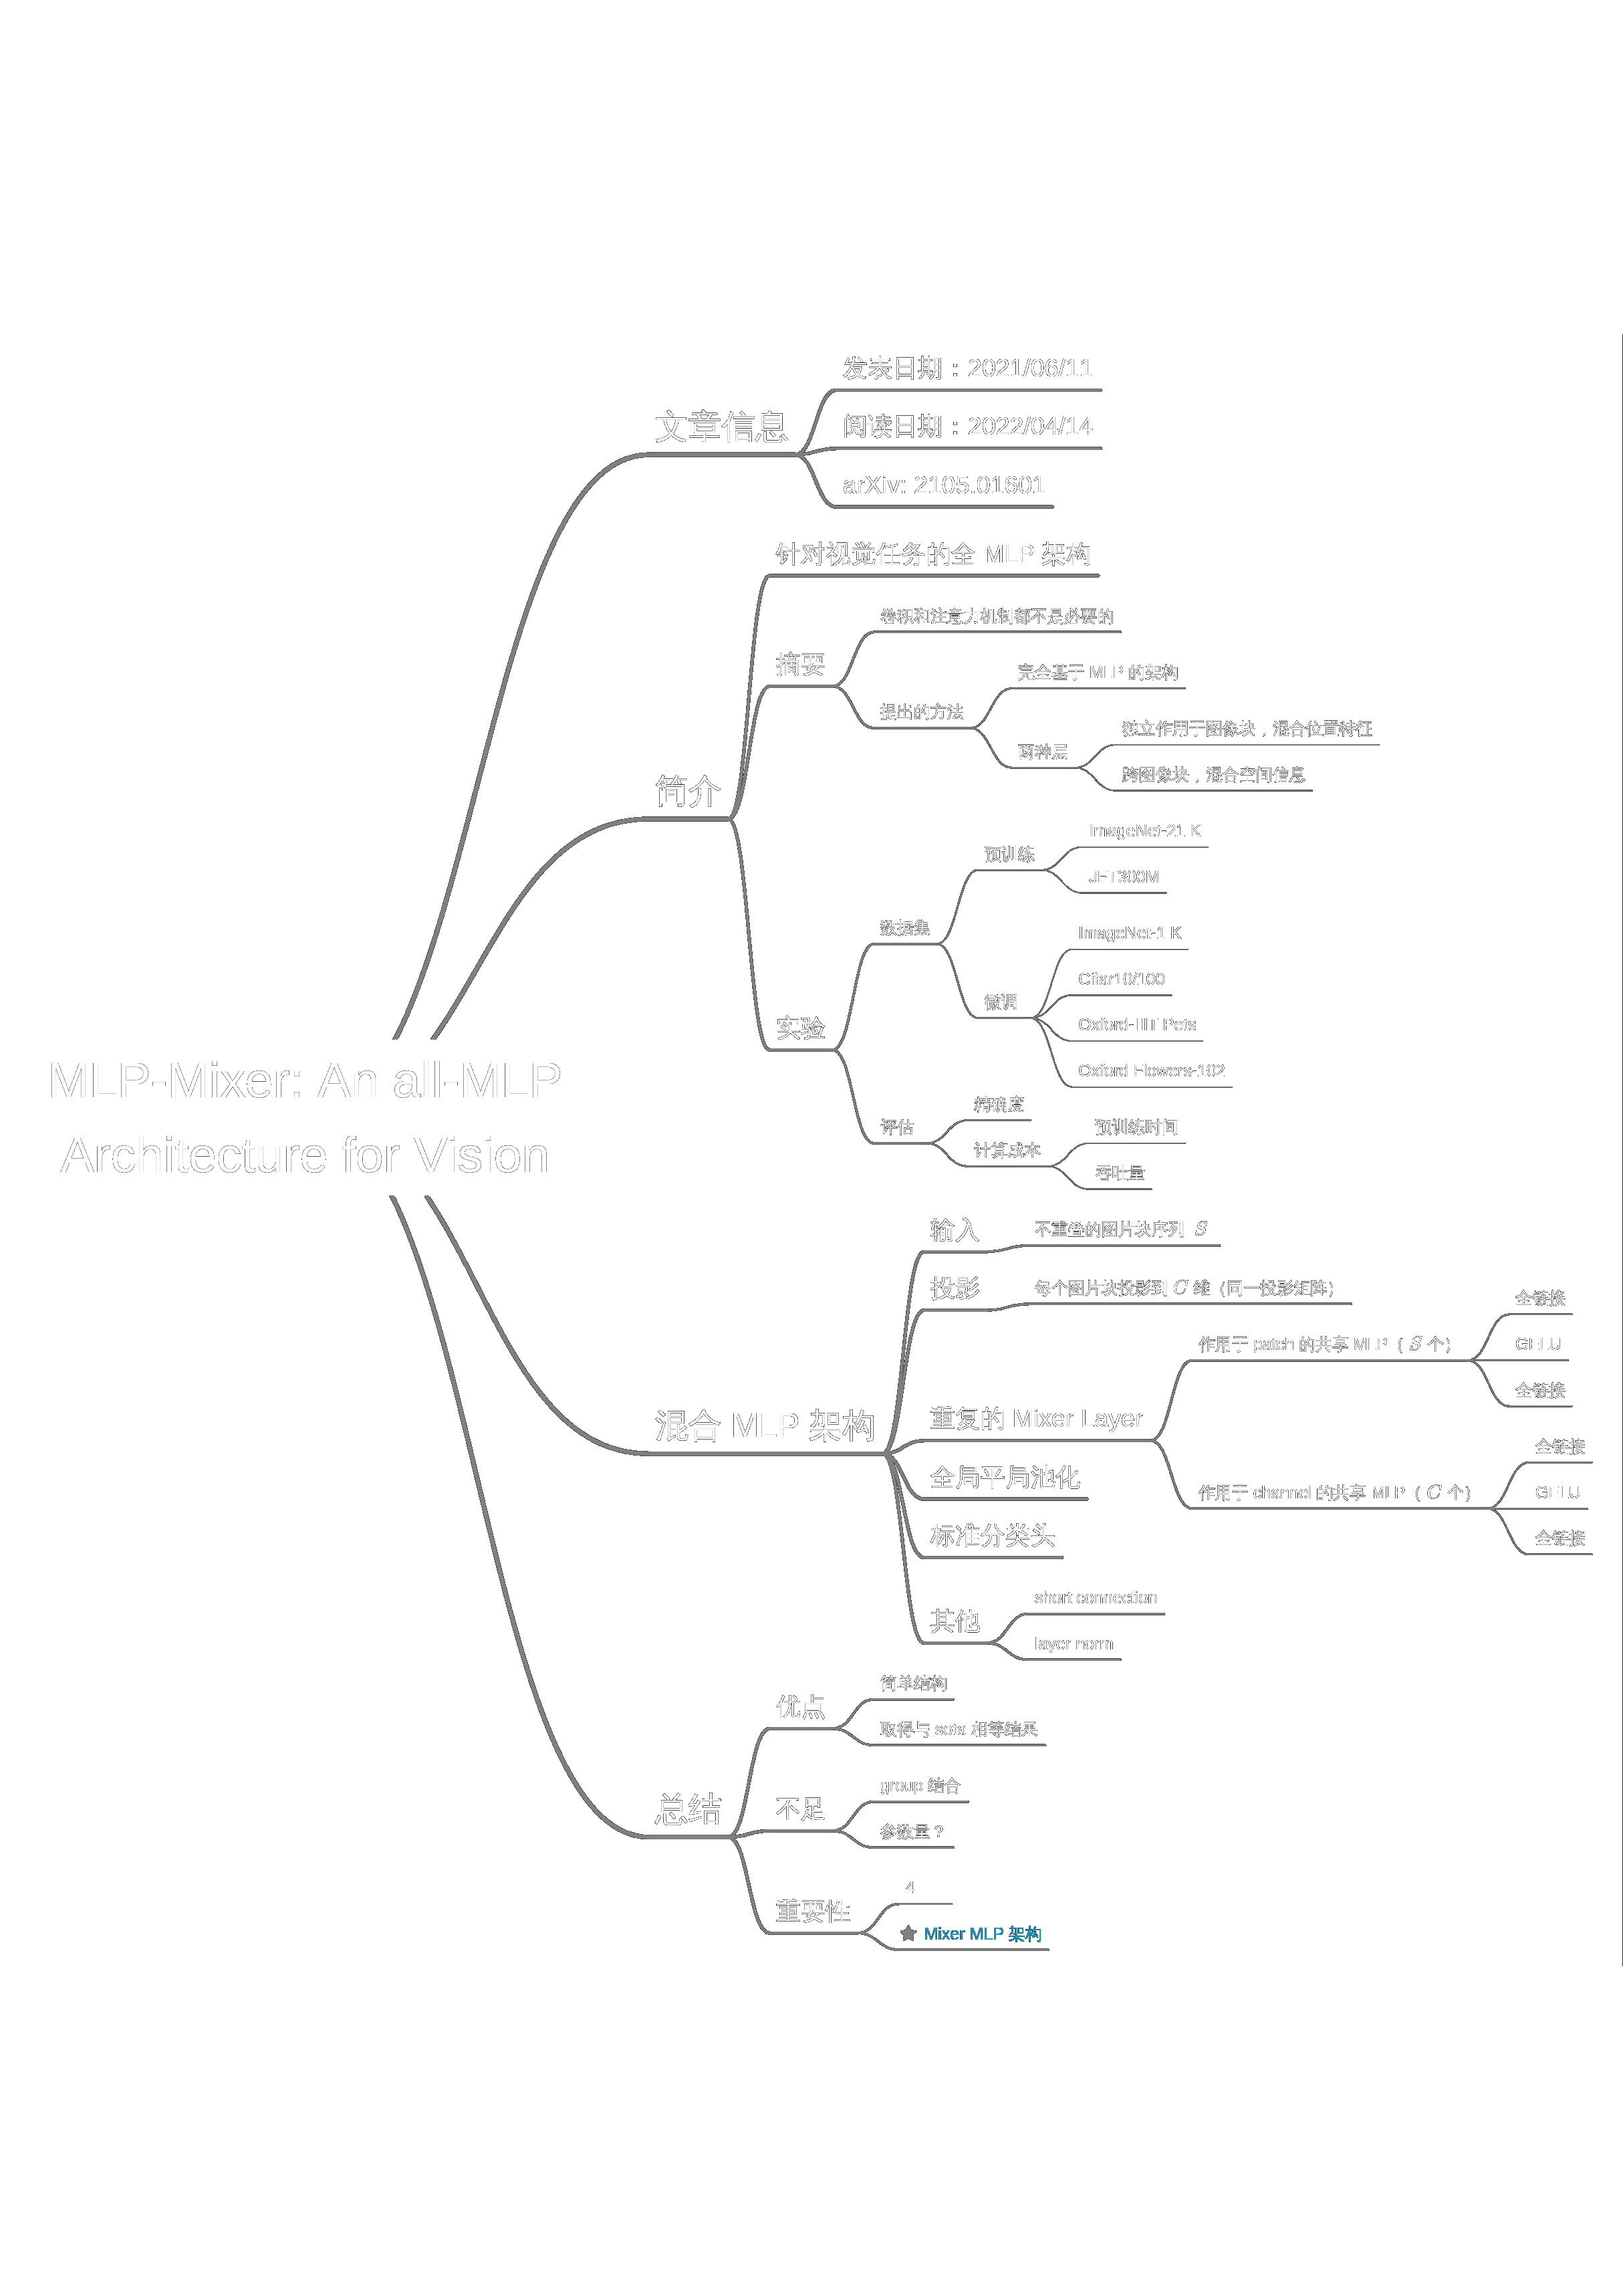 MLP-Mixer: An all-MLP
Architecture for Vision
文章信息
发表日期：2021/06/11
阅读日期：2022/04/14
arXiv: 2105.01601
简介
针对视觉任务的全 MLP 架构
摘要
卷积和注意力机制都不是必要的
提出的方法
完全基于 MLP 的架构
两种层
独立作用于图像块，混合位置特征
跨图像块，混合空间信息
实验
数据集
预训练
ImageNet-21 K
JFT300M
微调
ImageNet-1 K
Cifar10/100
Oxford-IIIT Pets
Oxford Flowers-102
评估
精确度
计算成本
预训练时间
吞吐量
混合 MLP 架构
输入
不重叠的图片块序列 S
投影
每个图片块投影到 C 维（同一投影矩阵）
重复的 Mixer Layer
作用于 patch 的共享 MLP（ S 个）
全链接
GELU
全链接
作用于 channel 的共享 MLP（ C 个）
全链接
GELU
全链接
全局平局池化
标准分类头
其他
short connection
layer norm
总结
优点
简单结构
取得与 sota 相等结果
不足
group 结合
参数量？
重要性
4
Mixer MLP 架构